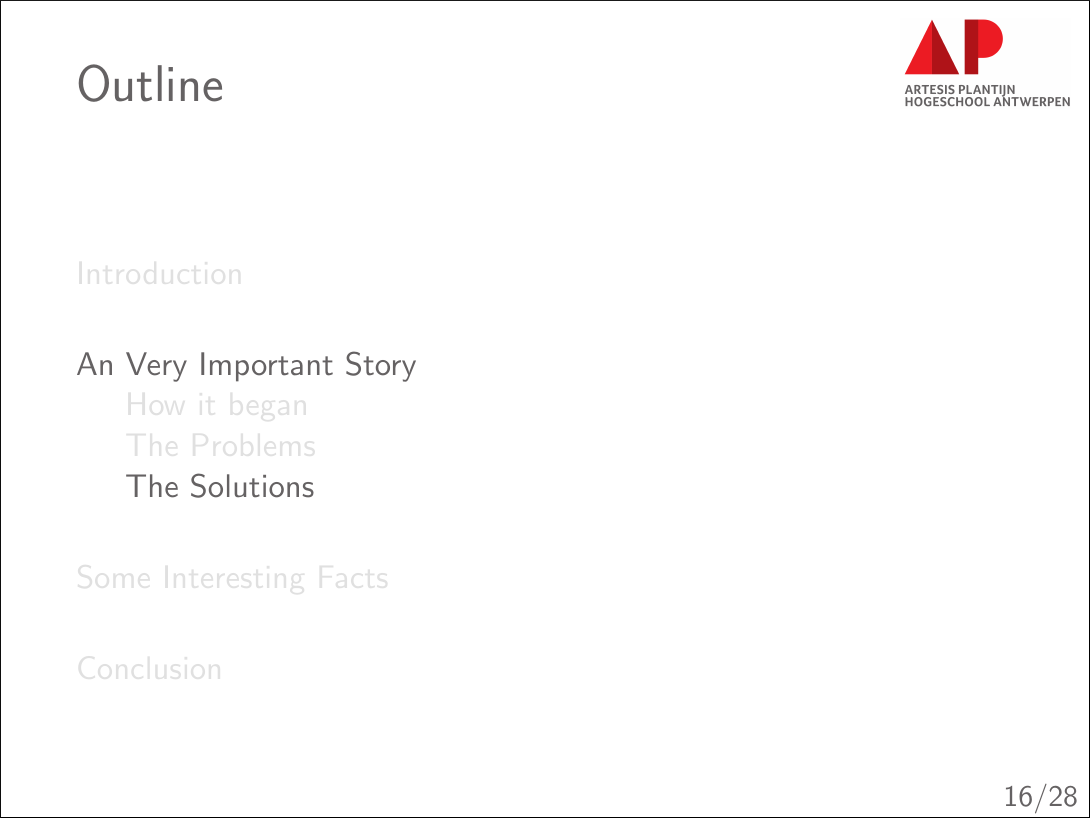 Outline
ARTESIS PLANTIJN
HOGESCHOOL ANTWERPEN
Introduction
An Very Important Story
How it began
The Problems
The Solutions
Some Interesting Facts
Conclusion
16/28